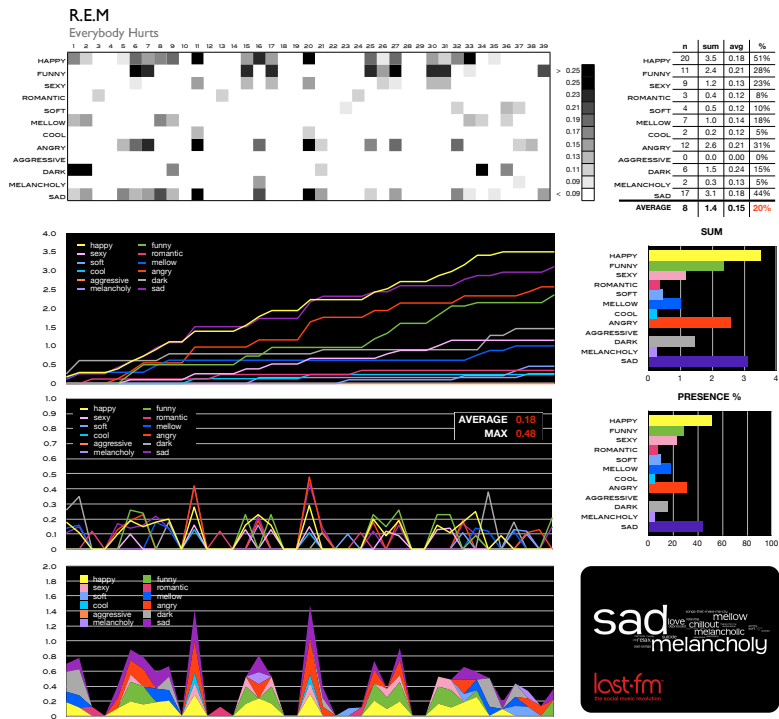 R.E.M
Everybody Hurts
1 2 3 4 5 6 7 8 9 10 11 12 13 14 15 16 17 18 19 20 21 22 23 24 25 26 27 28 29 30 31 32 33 34 35 36 37 38 39
HAPPY
FUNNY
SEXY
ROMANTIC
SOFT
MELLOW
COOL
ANGRY
AGGRESSIVE
DARK
MELANCHOLY
SAD
> 0.25
0.25
0.23
0.21
0.19
0.17
0.15
0.13
0.11
0.09
< 0.09
n sum avg %
HAPPY 20 3.5 0.18 51%
FUNNY 11 2.4 0.21 28%
SEXY 9 1.2 0.13 23%
ROMANTIC 3 0.4 0.12 8%
SOFT 4 0.5 0.12 10%
MELLOW 7 1.0 0.14 18%
COOL 2 0.2 0.12 5%
ANGRY 12 2.6 0.21 31%
AGGRESSIVE 0 0.0 0.00 0%
DARK 6 1.5 0.24 15%
MELANCHOLY 2 0.3 0.13 5%
SAD 17 3.1 0.18 44%
AVERAGE 8 1.4 0.15 20%
4.0
3.5
3.0
2.5
2.0
1.5
1.0
0.5
0
happy funny
sexy romantic
soft mellow
cool angry
aggressive dark
melancholy sad
SUM
HAPPY
FUNNY
SEXY
ROMANTIC
SOFT
MELLOW
COOL
ANGRY
AGGRESSIVE
DARK
MELANCHOLY
SAD
0 1 2 3 4
1.0
0.9
0.8
0.7
0.6
0.5
0.4
0.3
0.2
0.1
0
happy funny
sexy romantic
soft mellow
cool angry
aggressive dark
melancholy sad
AVERAGE 0.18
MAX 0.48
PRESENCE %
HAPPY
FUNNY
SEXY
ROMANTIC
SOFT
MELLOW
COOL
ANGRY
AGGRESSIVE
DARK
MELANCHOLY
SAD
0 20 40 60 80 100
2.0
1.8
1.6
1.4
1.2
1.0
0.8
0.6
0.4
0.2
0
happy funny
sexy romantic
soft mellow
cool angry
aggressive dark
melancholy sad
sad
love
chillout
mellow
melancholic
relax
melancholy
last·fm
the social music revolution